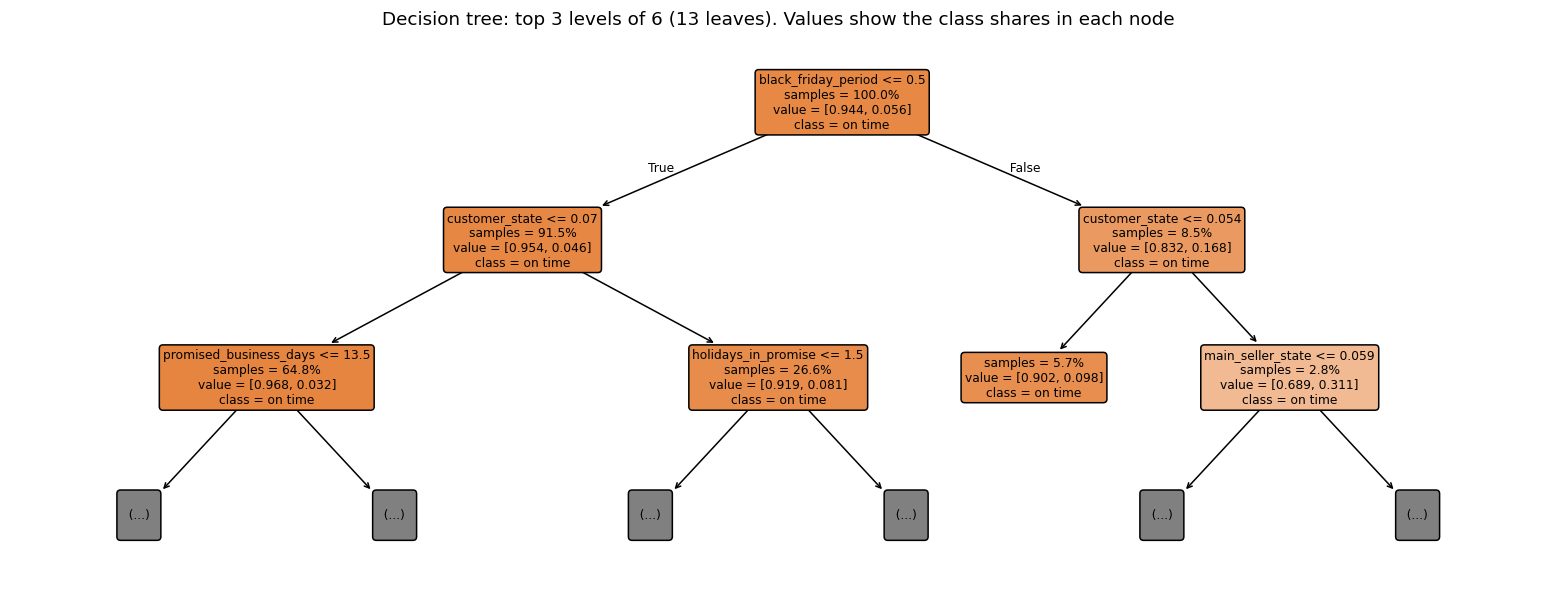 Decision tree: top 3 levels of 6 (13 leaves). Values show the class shares in each node
black_friday_period <= 0.5
samples = 100.0%
value = [0.944, 0.056]
class = on time
True
False
customer_state <= 0.07
samples = 91.5%
value = [0.954, 0.046]
class = on time
customer_state <= 0.054
samples = 8.5%
value = [0.832, 0.168]
class = on time
promised_business_days <= 13.5
samples = 64.8%
value = [0.968, 0.032]
class = on time
holidays_in_promise <= 1.5
samples = 26.6%
value = [0.919, 0.081]
class = on time
samples = 5.7%
value = [0.902, 0.098]
class = on time
main_seller_state <= 0.059
samples = 2.8%
value = [0.689, 0.311]
class = on time
(...)
(...)
(...)
(...)
(...)
(...)